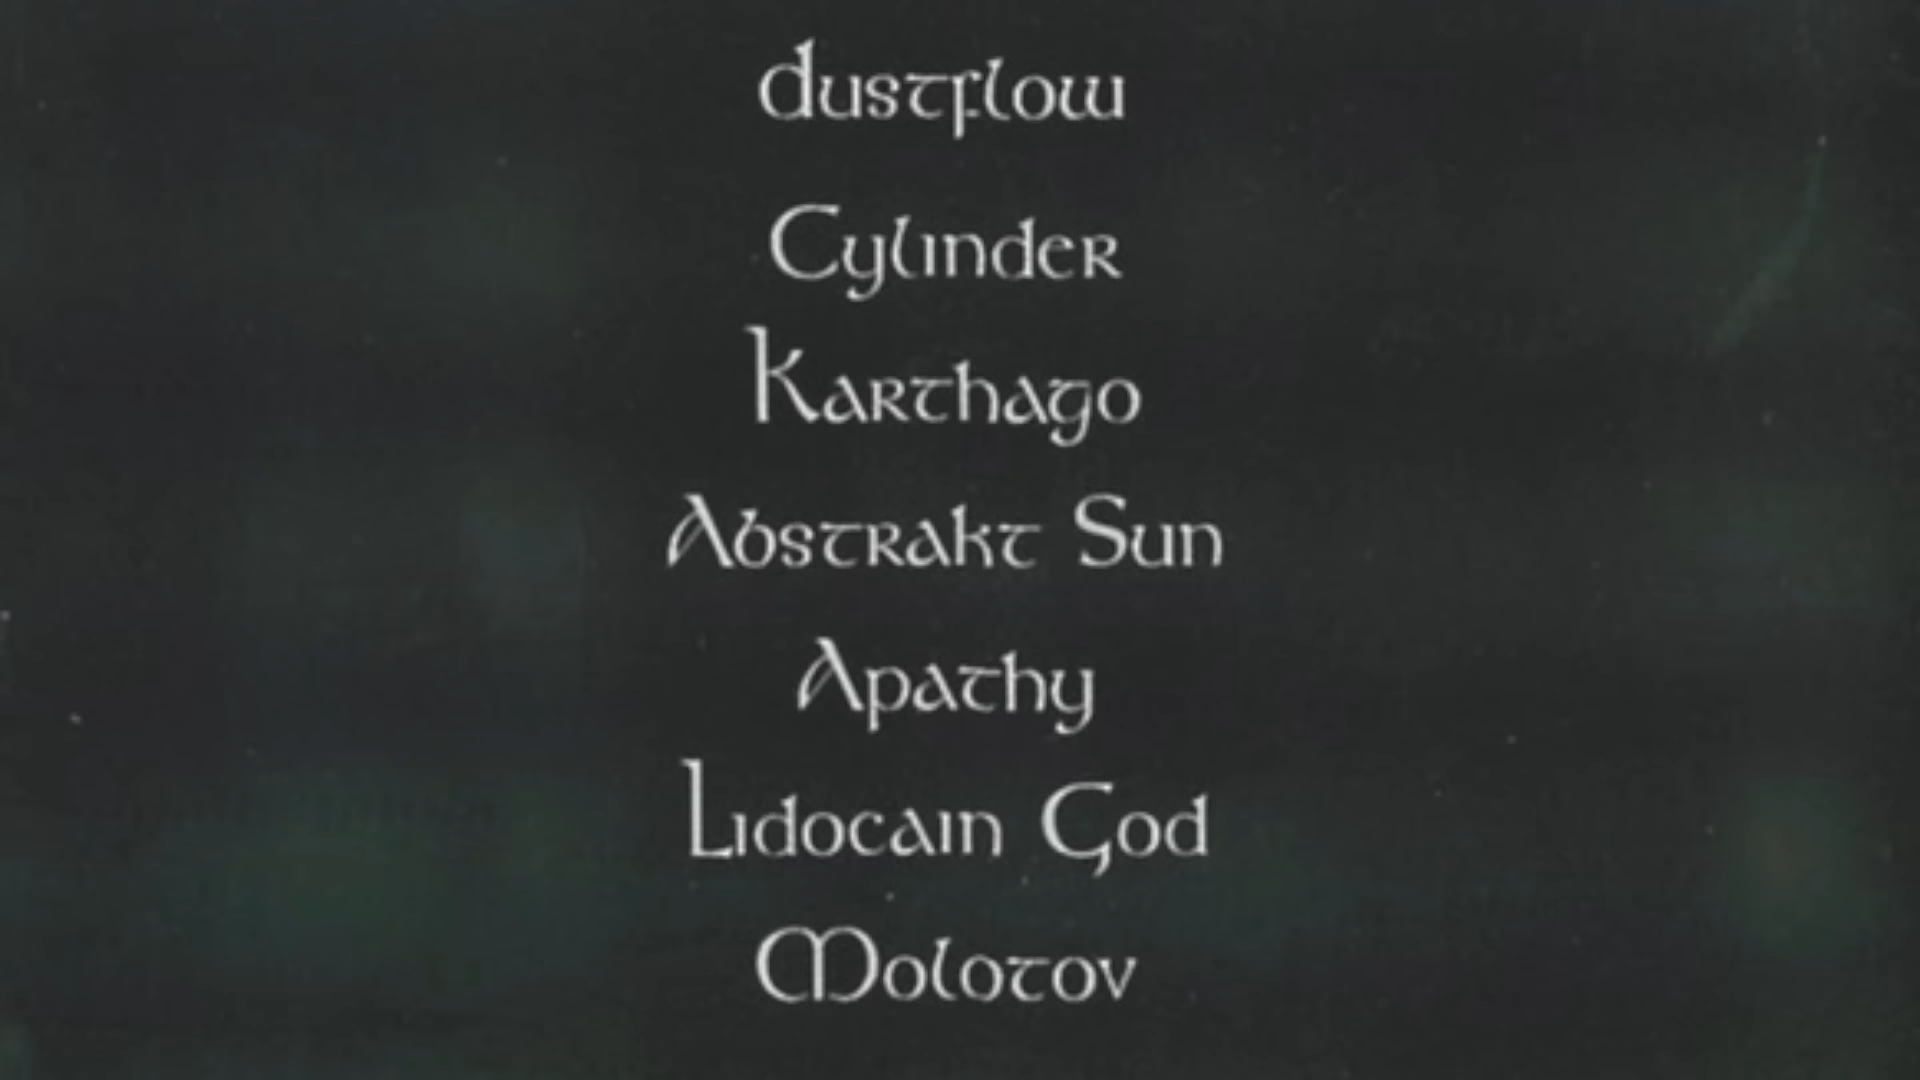 dustflow
Cylinder
Karthago
Abstrakt Sun
Apathy
Lidocain God
Molotov